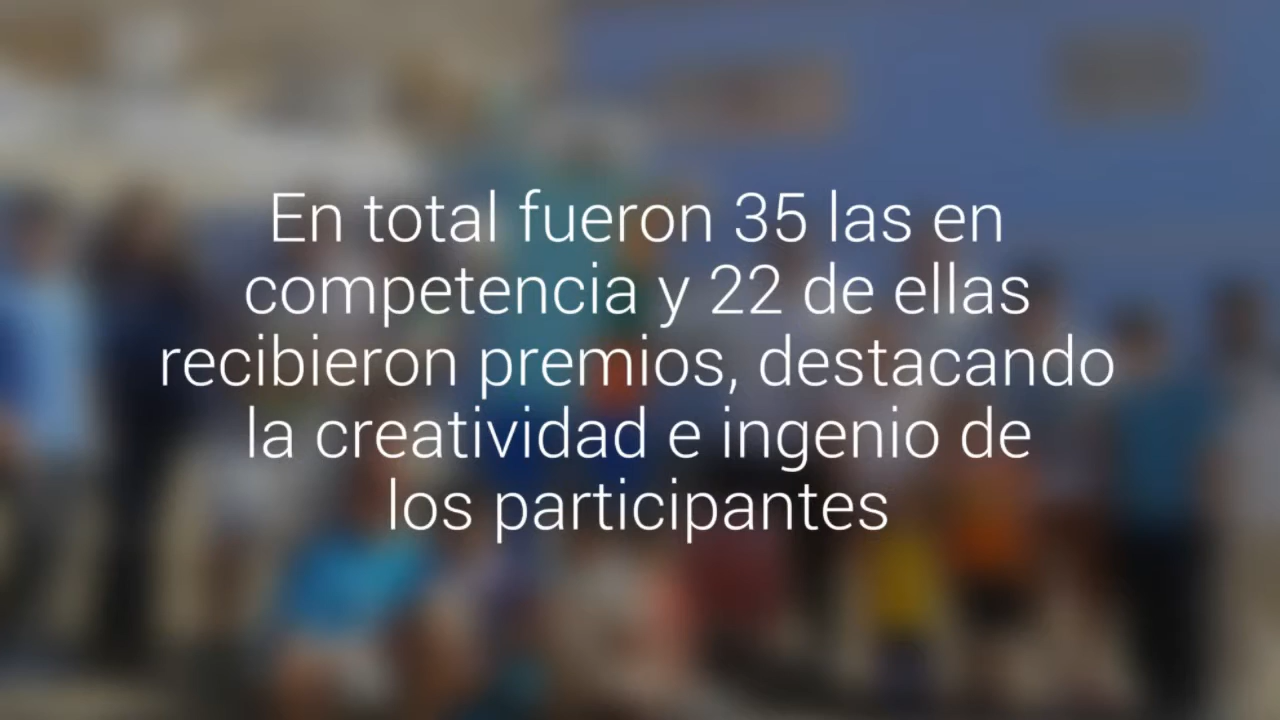 En total fueron 35 las en
competencia y 22 de ellas
recibieron premios, destacando
la creatividad e ingenio de
los participantes